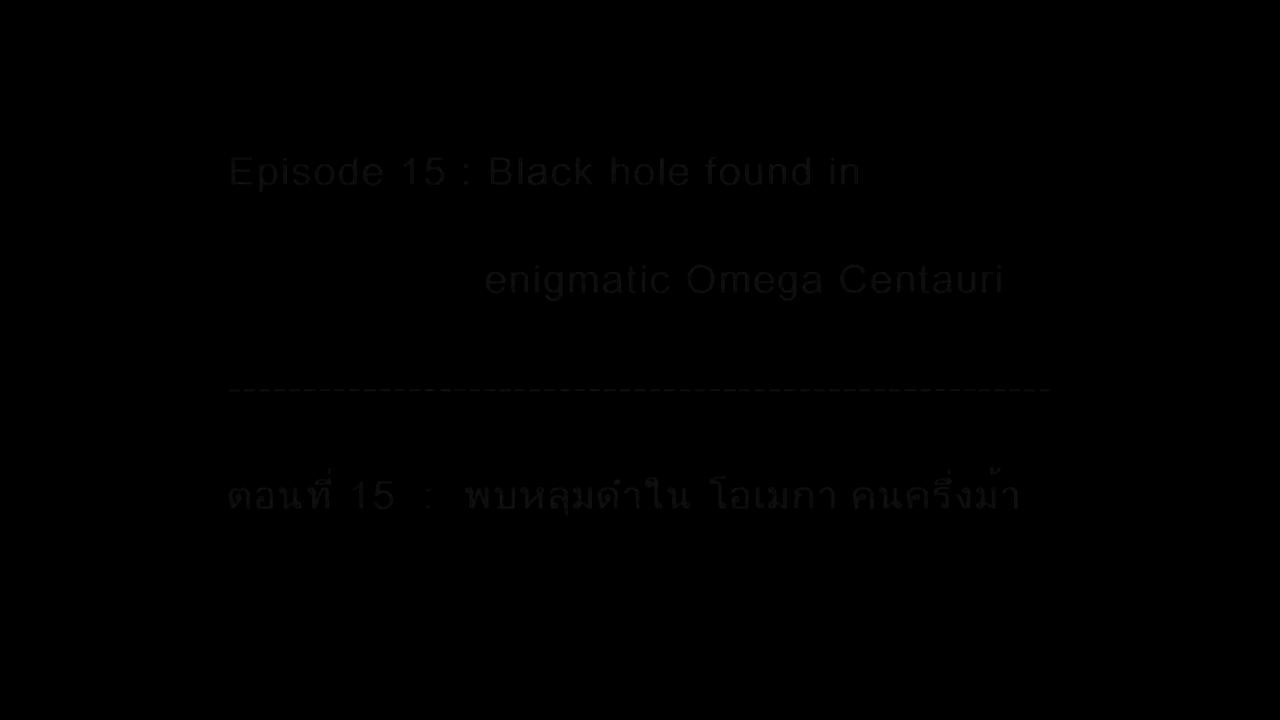 Episode 15 : Black hole found in
enigmatic Omega Centauri
-------------------------------------------------------
ตอนที่ 15 : พบหลุมดำใน โอเมกา คนครึ่งม้า